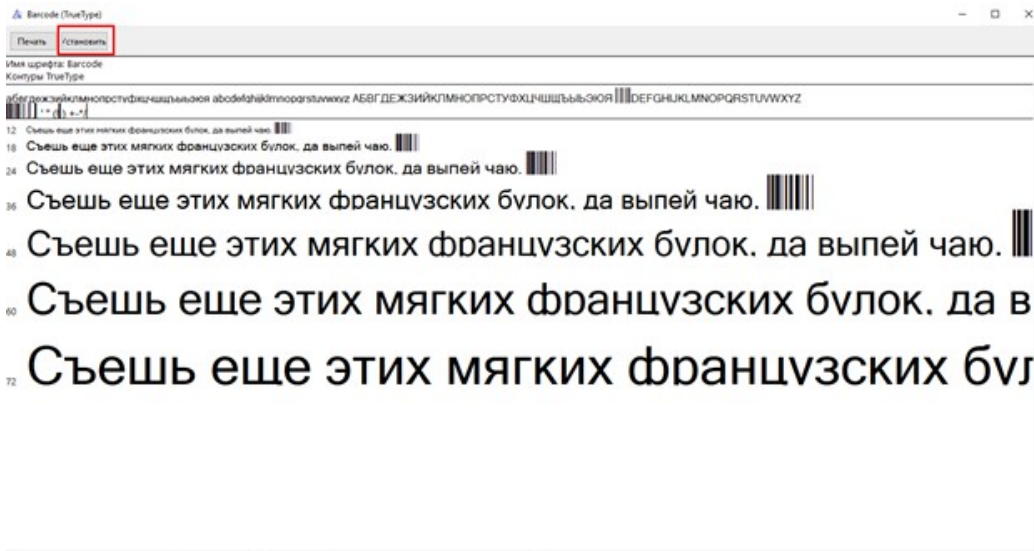 Barcode (TrueType)
Печать Установить
Имя шрифта: Barcode
Контуры TrueType
абвгдежзийклмнопрстуфхцчшщъыьэюя abcdefghijklmnopqrstuvwxyz АБВГДЕЖЗИЙКЛМНОПРСТУФХЦЧШЩЪЫЬЭЮЯ DEFGHIJKLMNOPQRSTUVWXYZ
12 Съешь еще этих мягких французских булок, да выпей чаю.
18 Съешь еще этих мягких французских булок, да выпей чаю.
24 Съешь еще этих мягких французских булок, да выпей чаю.
36 Съешь еще этих мягких французских булок, да выпей чаю.
48 Съешь еще этих мягких французских булок, да выпей чаю.
60 Съешь еще этих мягких французских булок, да в
72 Съешь еще этих мягких французских бул